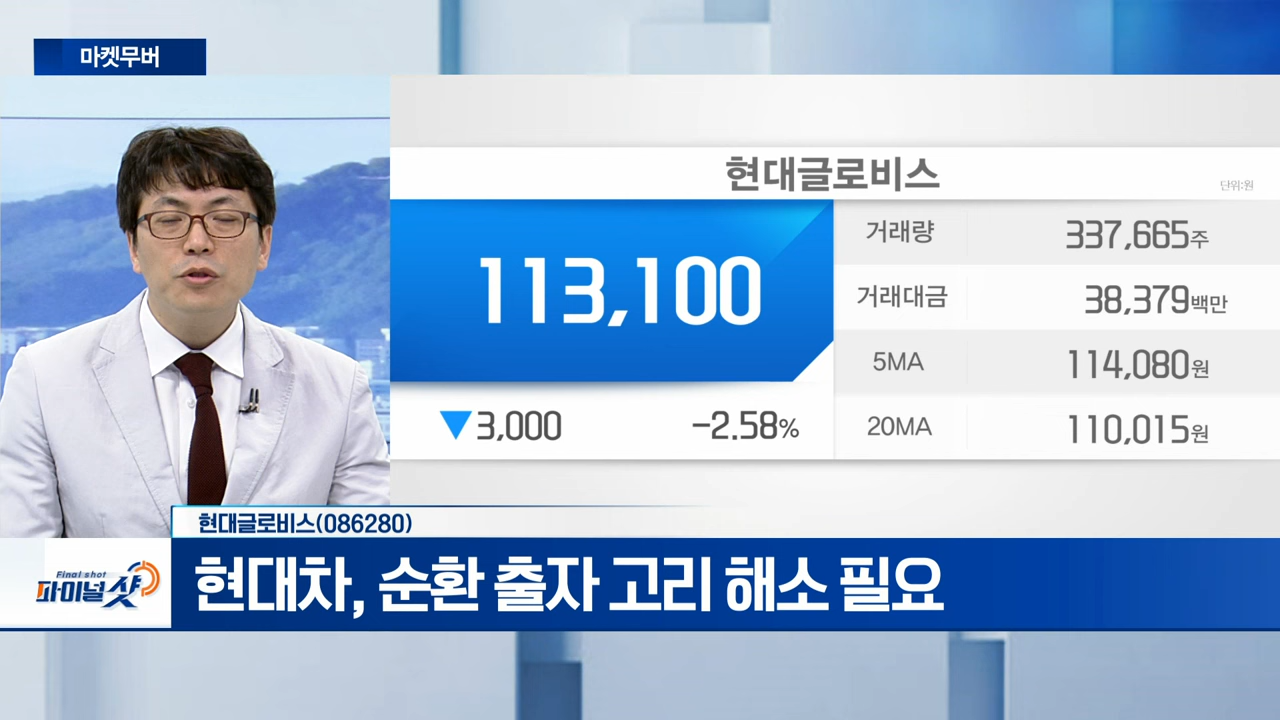 마켓무버
현대글로비스
단위:원
113,100
▼3,000 -2.58%
거래량 337,665주
거래대금 38,379백만
5MA 114,080원
20MA 110,015원
현대글로비스(086280)
Final shot
파이널샷
현대차, 순환 출자 고리 해소 필요